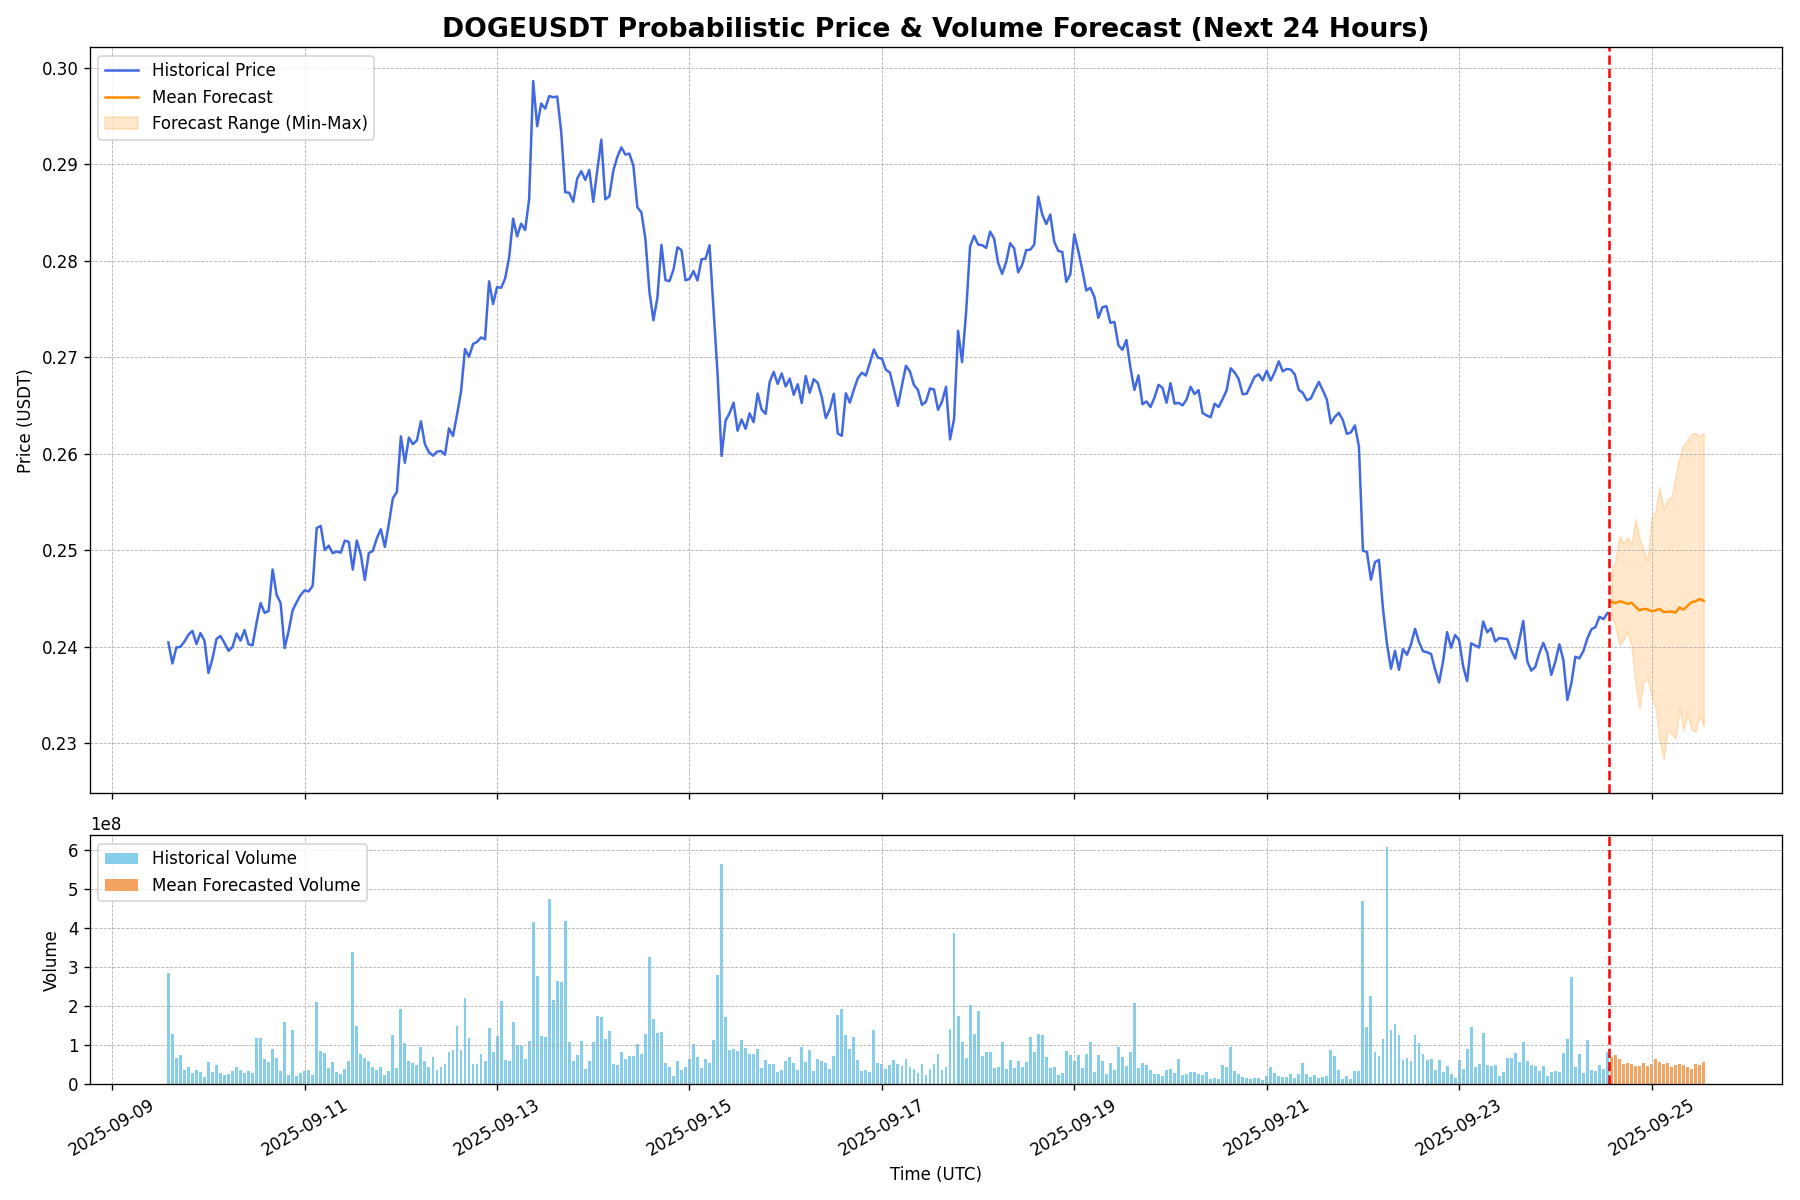 DOGEUSDT Probabilistic Price & Volume Forecast (Next 24 Hours)
Historical Price
Mean Forecast
Forecast Range (Min-Max)
Price (USDT)
0.30
0.29
0.28
0.27
0.26
0.25
0.24
0.23
1e8
Historical Volume
Mean Forecasted Volume
Volume
6
5
4
3
2
1
0
2025-09-09
2025-09-11
2025-09-13
2025-09-15
2025-09-17
2025-09-19
2025-09-21
2025-09-23
2025-09-25
Time (UTC)